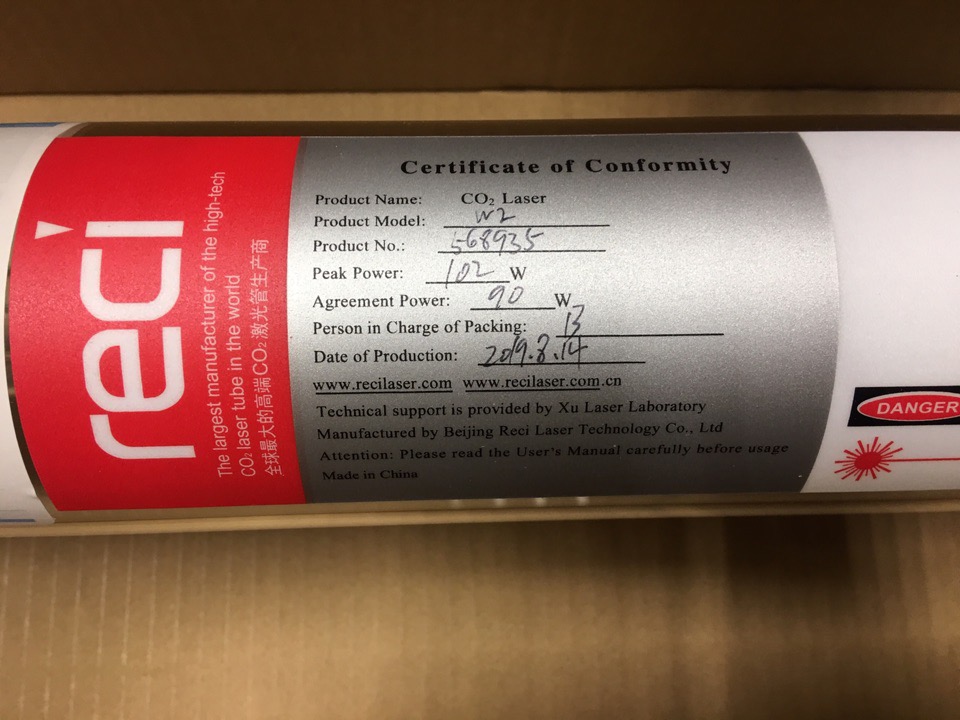 reci
The largest manufacturer of the high-tech
CO₂ laser tube in the world
全球最大的高端CO₂激光管生产商
Certificate of Conformity
Product Name: CO₂ Laser
Product Model: W2
Product No.: 568935
Peak Power: 102 W
Agreement Power: 90 W
Person in Charge of Packing: 13
Date of Production: 2019.8.14
www.recilaser.com www.recilaser.com.cn
Technical support is provided by Xu Laser Laboratory
Manufactured by Beijing Reci Laser Technology Co., Ltd
Attention: Please read the User's Manual carefully before usage
Made in China
DANGER